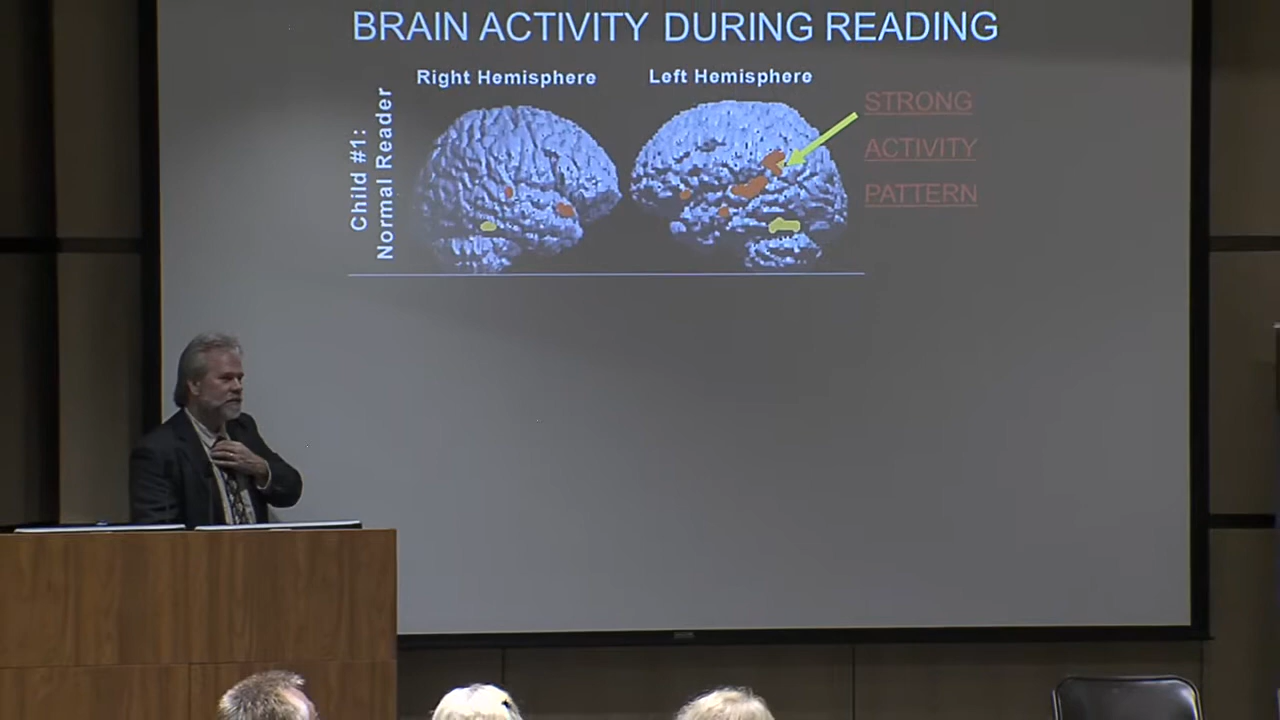 BRAIN ACTIVITY DURING READING
Right Hemisphere
Left Hemisphere
Child #1:
Normal Reader
STRONG
ACTIVITY
PATTERN